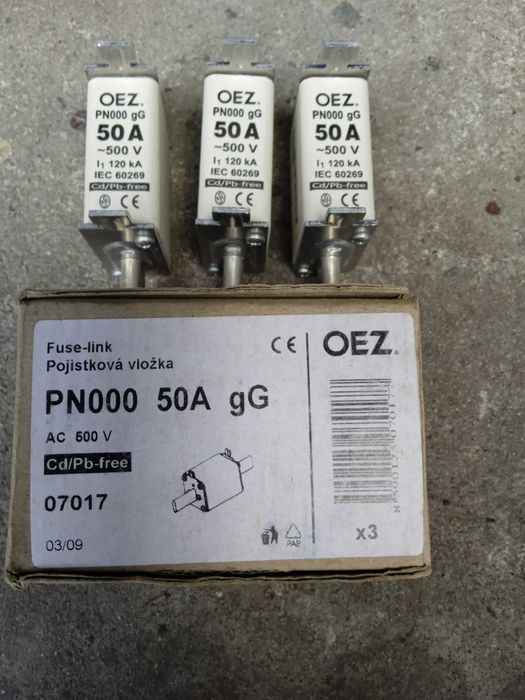 OEZ.
PN000 gG
50 A
~500 V
I1 120 kA
IEC 60269
Cd/Pb-free
CE
OEZ.
PN000 gG
50 A
~500 V
I1 120 kA
IEC 60269
Cd/Pb-free
CE
OEZ.
PN000 gG
50 A
~500 V
I1 120 kA
IEC 60269
Cd/Pb-free
CE
Fuse-link
Pojistková vložka
CE
OEZ.
PN000 50A gG
AC 500 V
Cd/Pb-free
07017
03/09
PAP
x3